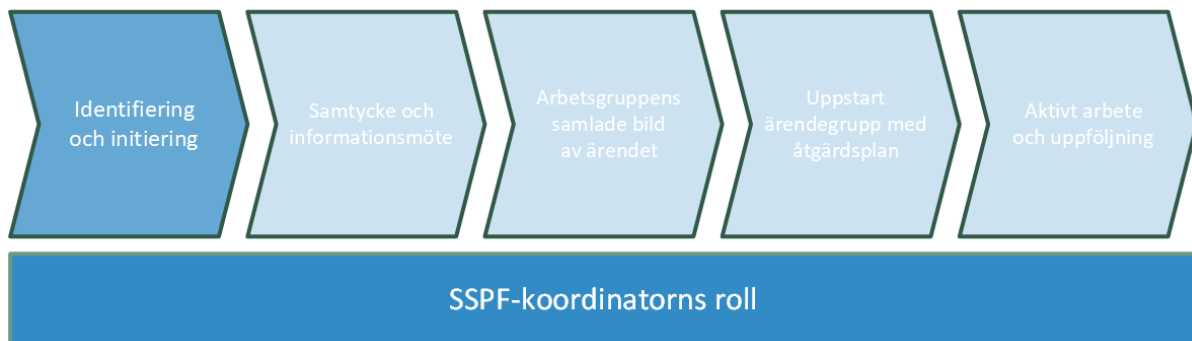 Identifiering
och initiering
Samtycke och
informationsmöte
Arbetsgruppens
samlade bild
av ärendet
Uppstart
ärendegrupp med
åtgärdsplan
Aktivt arbete
och uppföljning
SSPF-koordinatorns roll